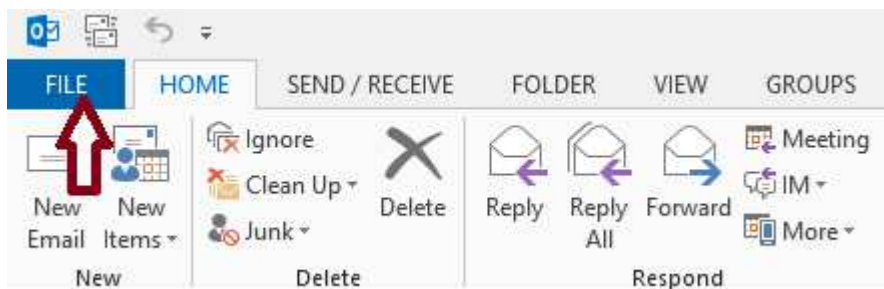 FILE HOME SEND / RECEIVE FOLDER VIEW GROUPS
Ignore
Clean Up
Junk
New Email
New Items
Delete
Reply
Reply All
Forward
Meeting
IM
More
New
Delete
Respond